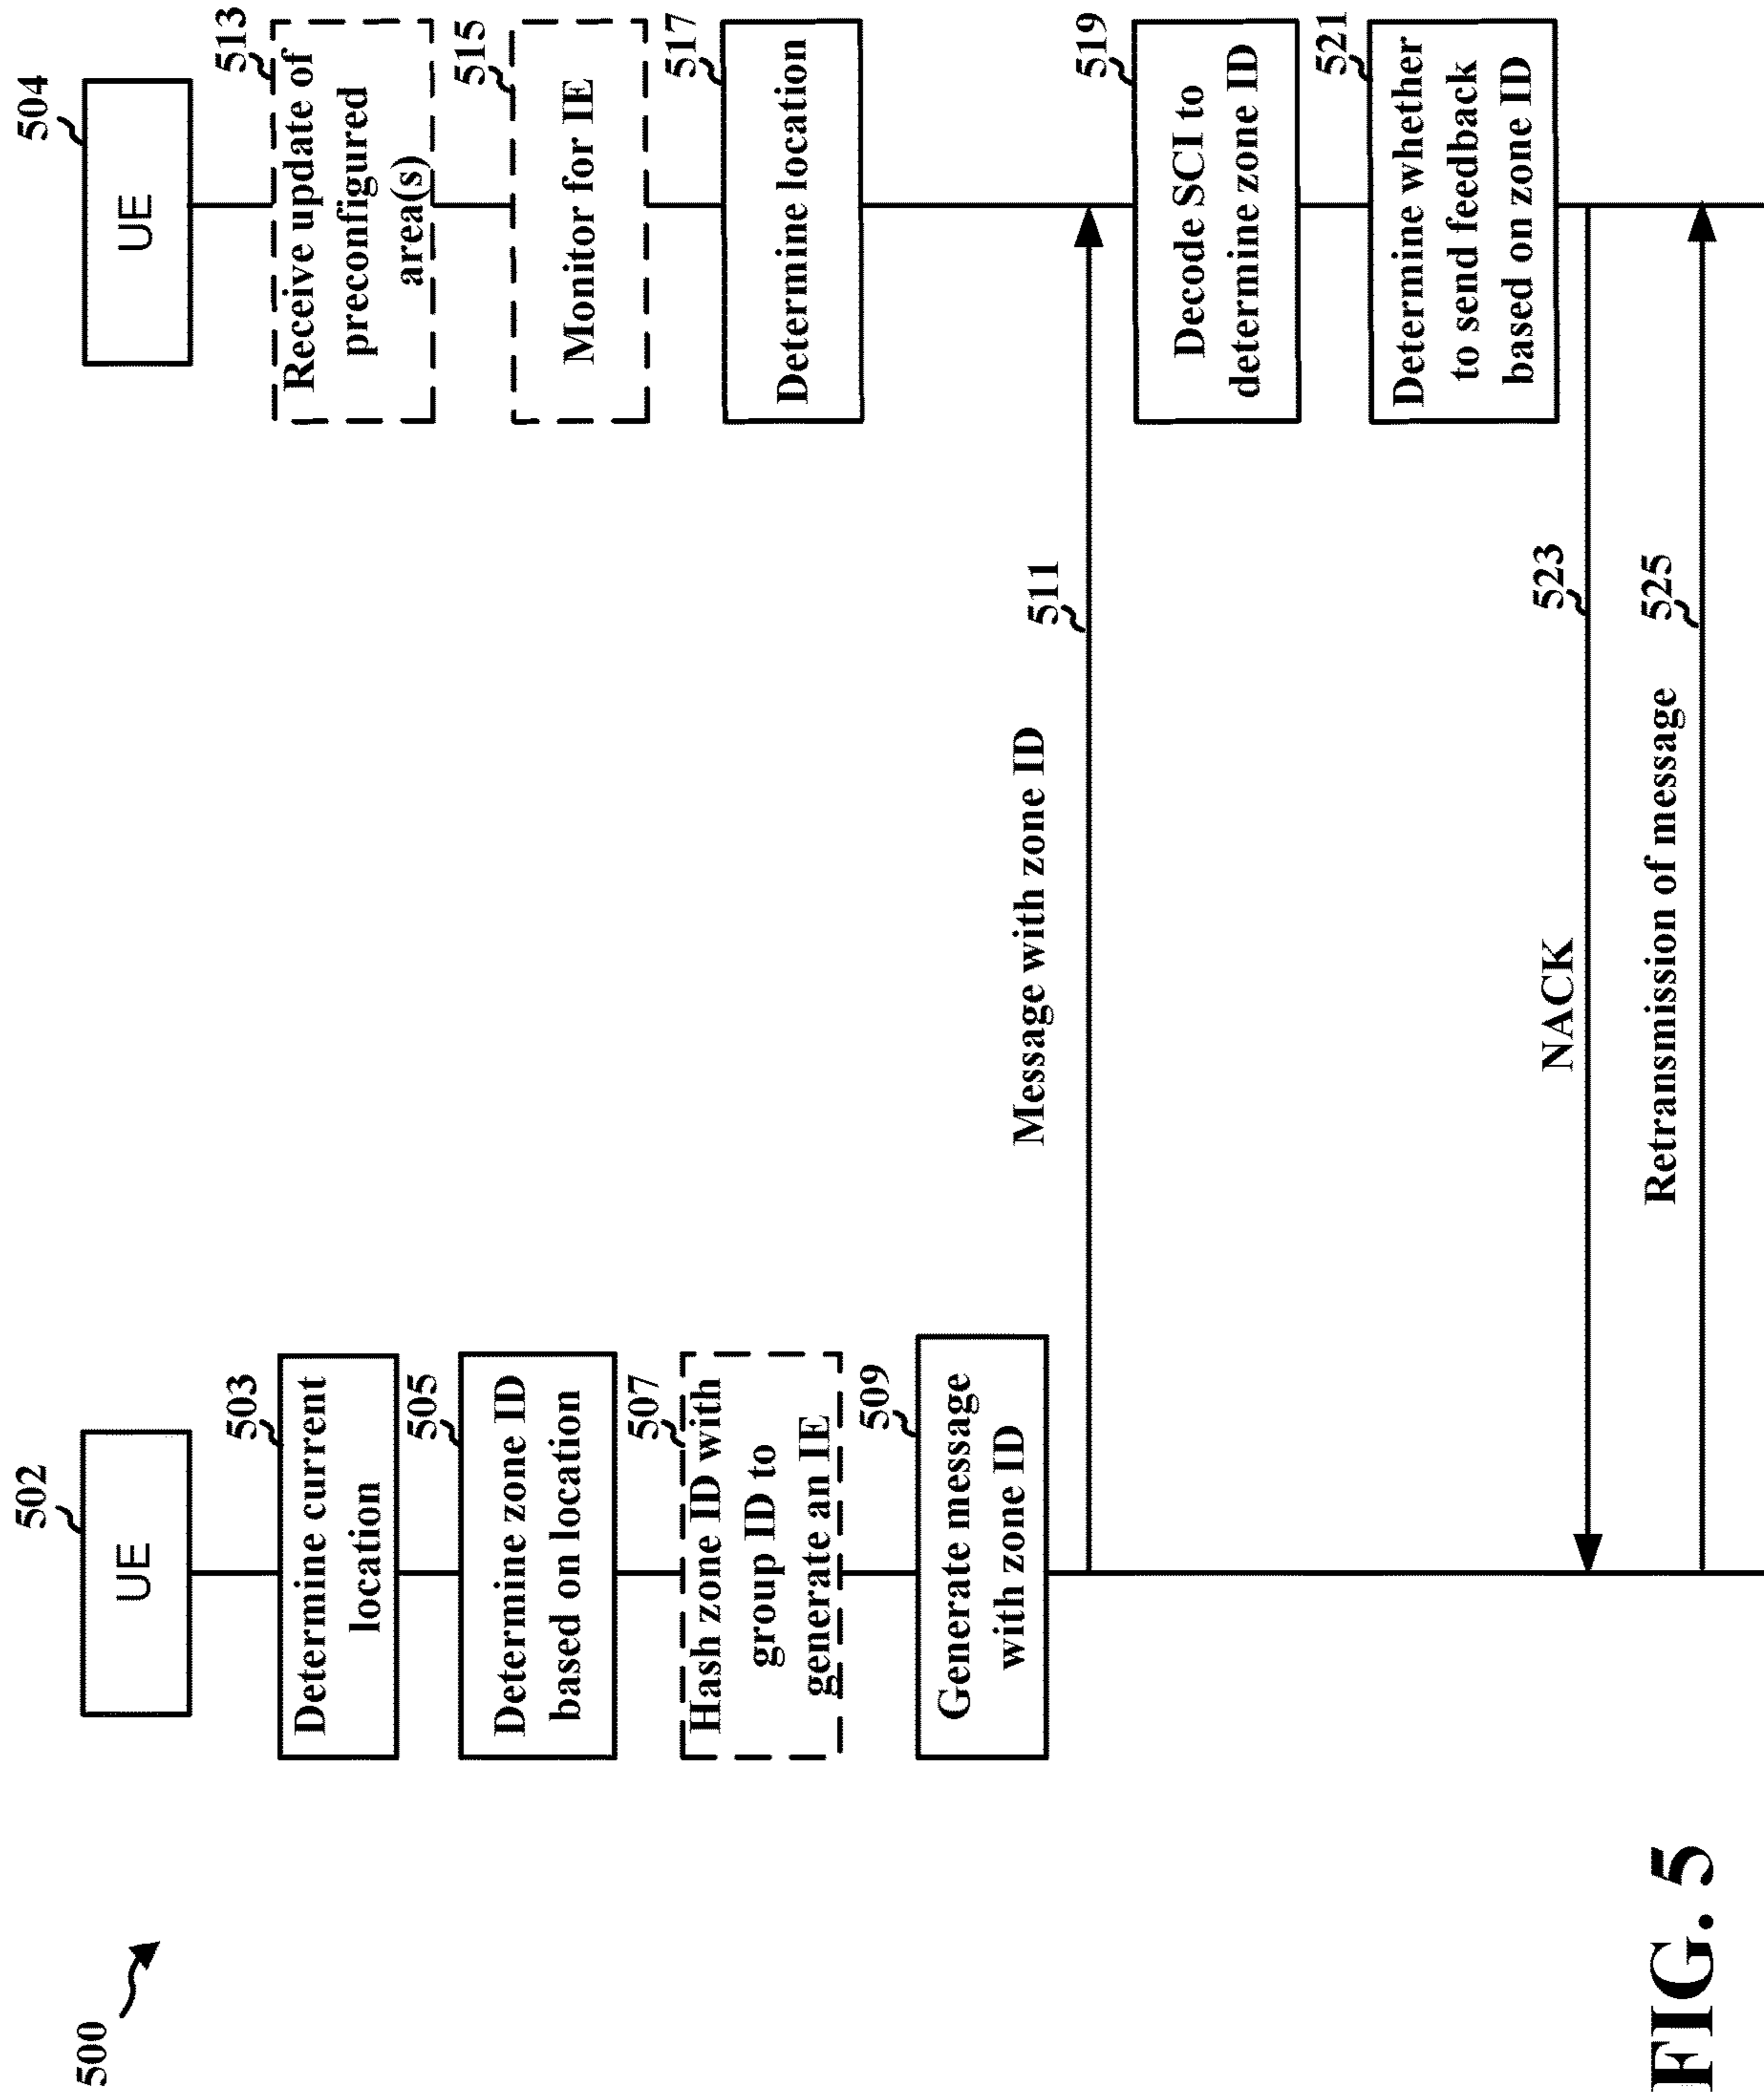 500
502
UE
504
UE
503
Determine current
location
505
Determine zone ID
based on location
507
Hash zone ID with
group ID to
generate an IE
509
Generate message
with zone ID
513
Receive update of
preconfigured
area(s)
515
Monitor for IE
517
Determine location
Message with zone ID
511
519
Decode SCI to
determine zone ID
521
Determine whether
to send feedback
based on zone ID
NACK
523
Retransmission of message
525
FIG. 5